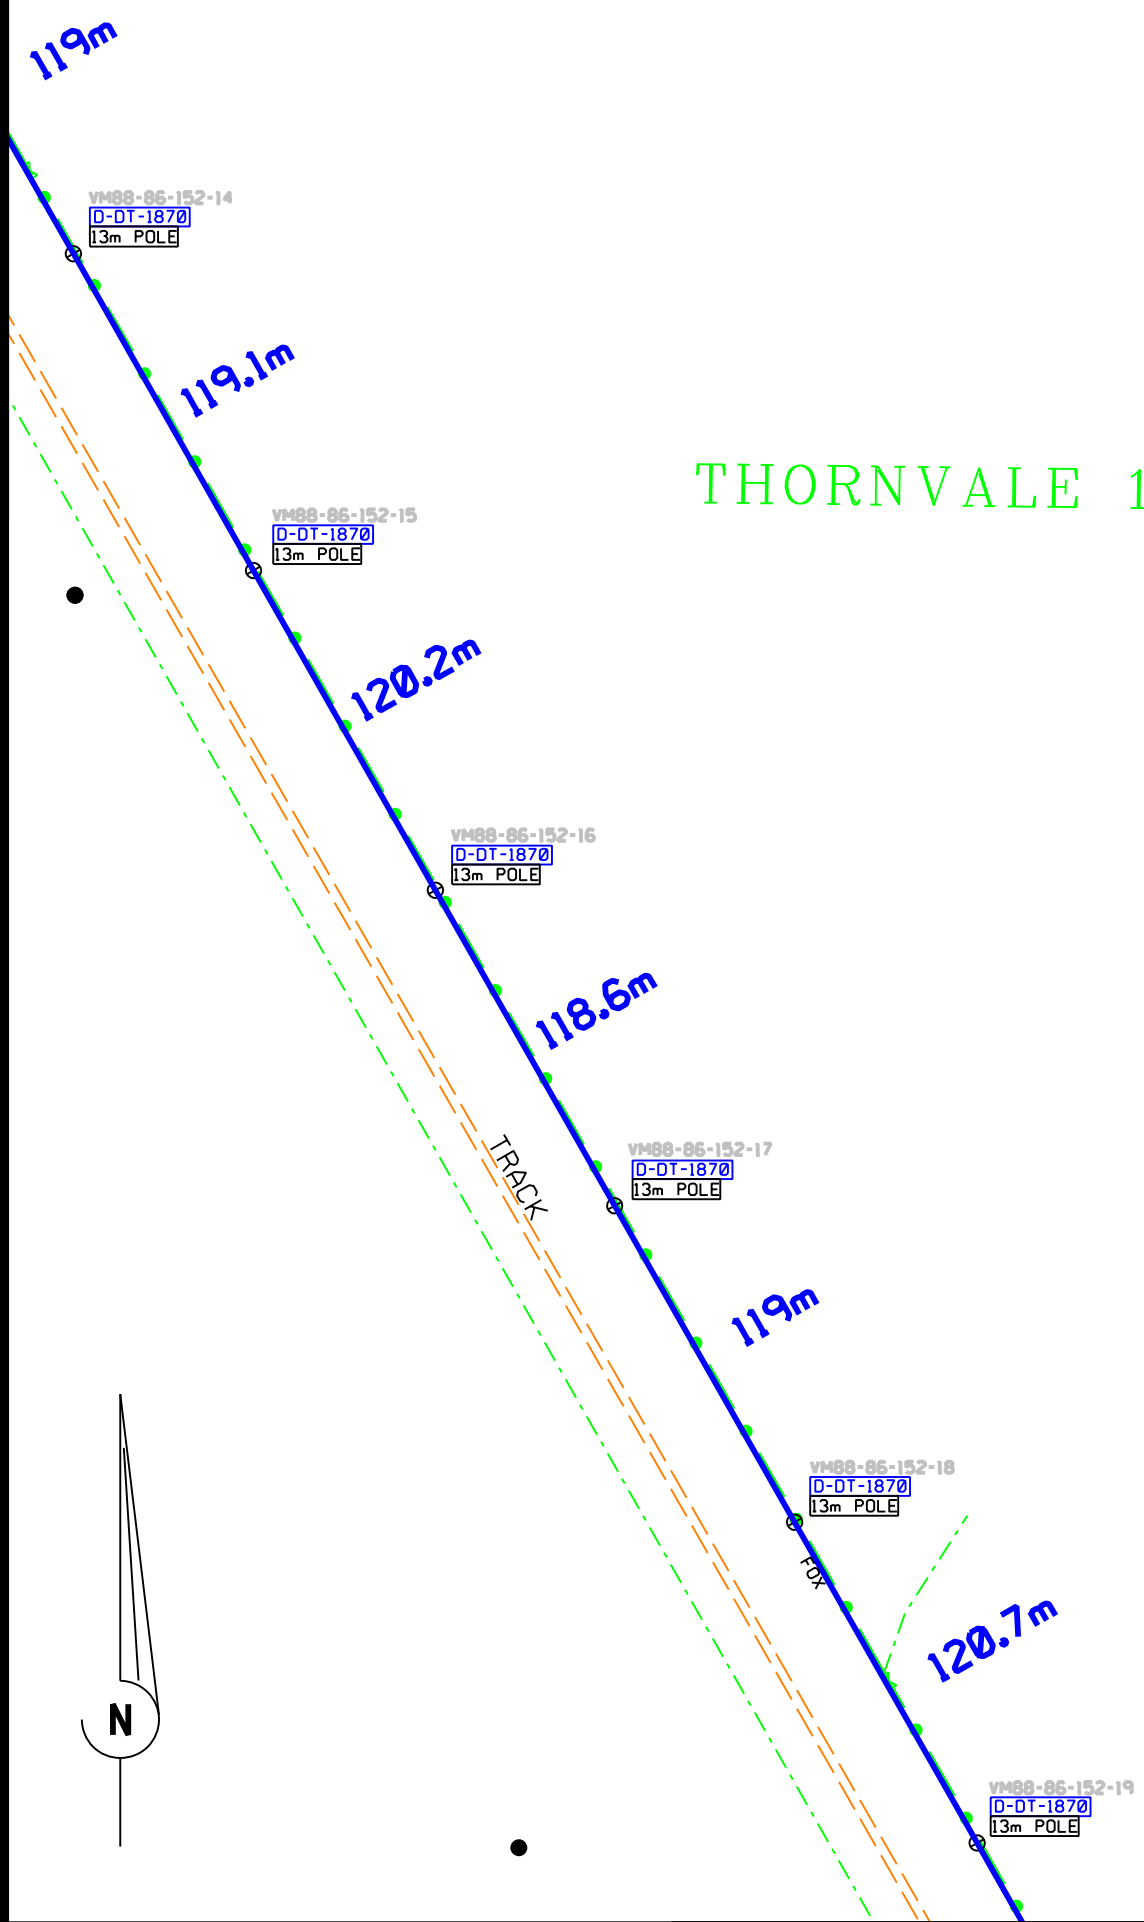 119m
VM88-86-152-14
D-DT-1870
13m POLE
119.1m
THORNVALE 1
VM88-86-152-15
D-DT-1870
13m POLE
120.2m
VM88-86-152-16
D-DT-1870
13m POLE
118.6m
TRACK
VM88-86-152-17
D-DT-1870
13m POLE
119m
VM88-86-152-18
D-DT-1870
13m POLE
FOX
120.7m
N
VM88-86-152-19
D-DT-1870
13m POLE